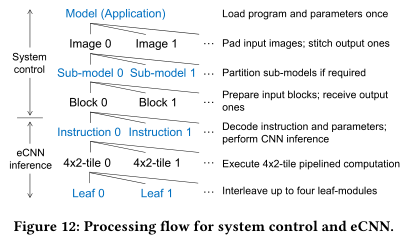 Model (Application) Load program and parameters once
Image 0 Image 1 ... Pad input images; stitch output ones
System control
Sub-model 0 Sub-model 1 ... Partition sub-models if required
Block 0 Block 1 ... Prepare input blocks; receive output ones
Instruction 0 Instruction 1 ... Decode instruction and parameters; perform CNN inference
eCNN inference
4x2-tile 0 4x2-tile 1 ... Execute 4x2-tile pipelined computation
Leaf 0 Leaf 1 ... Interleave up to four leaf-modules
Figure 12: Processing flow for system control and eCNN.